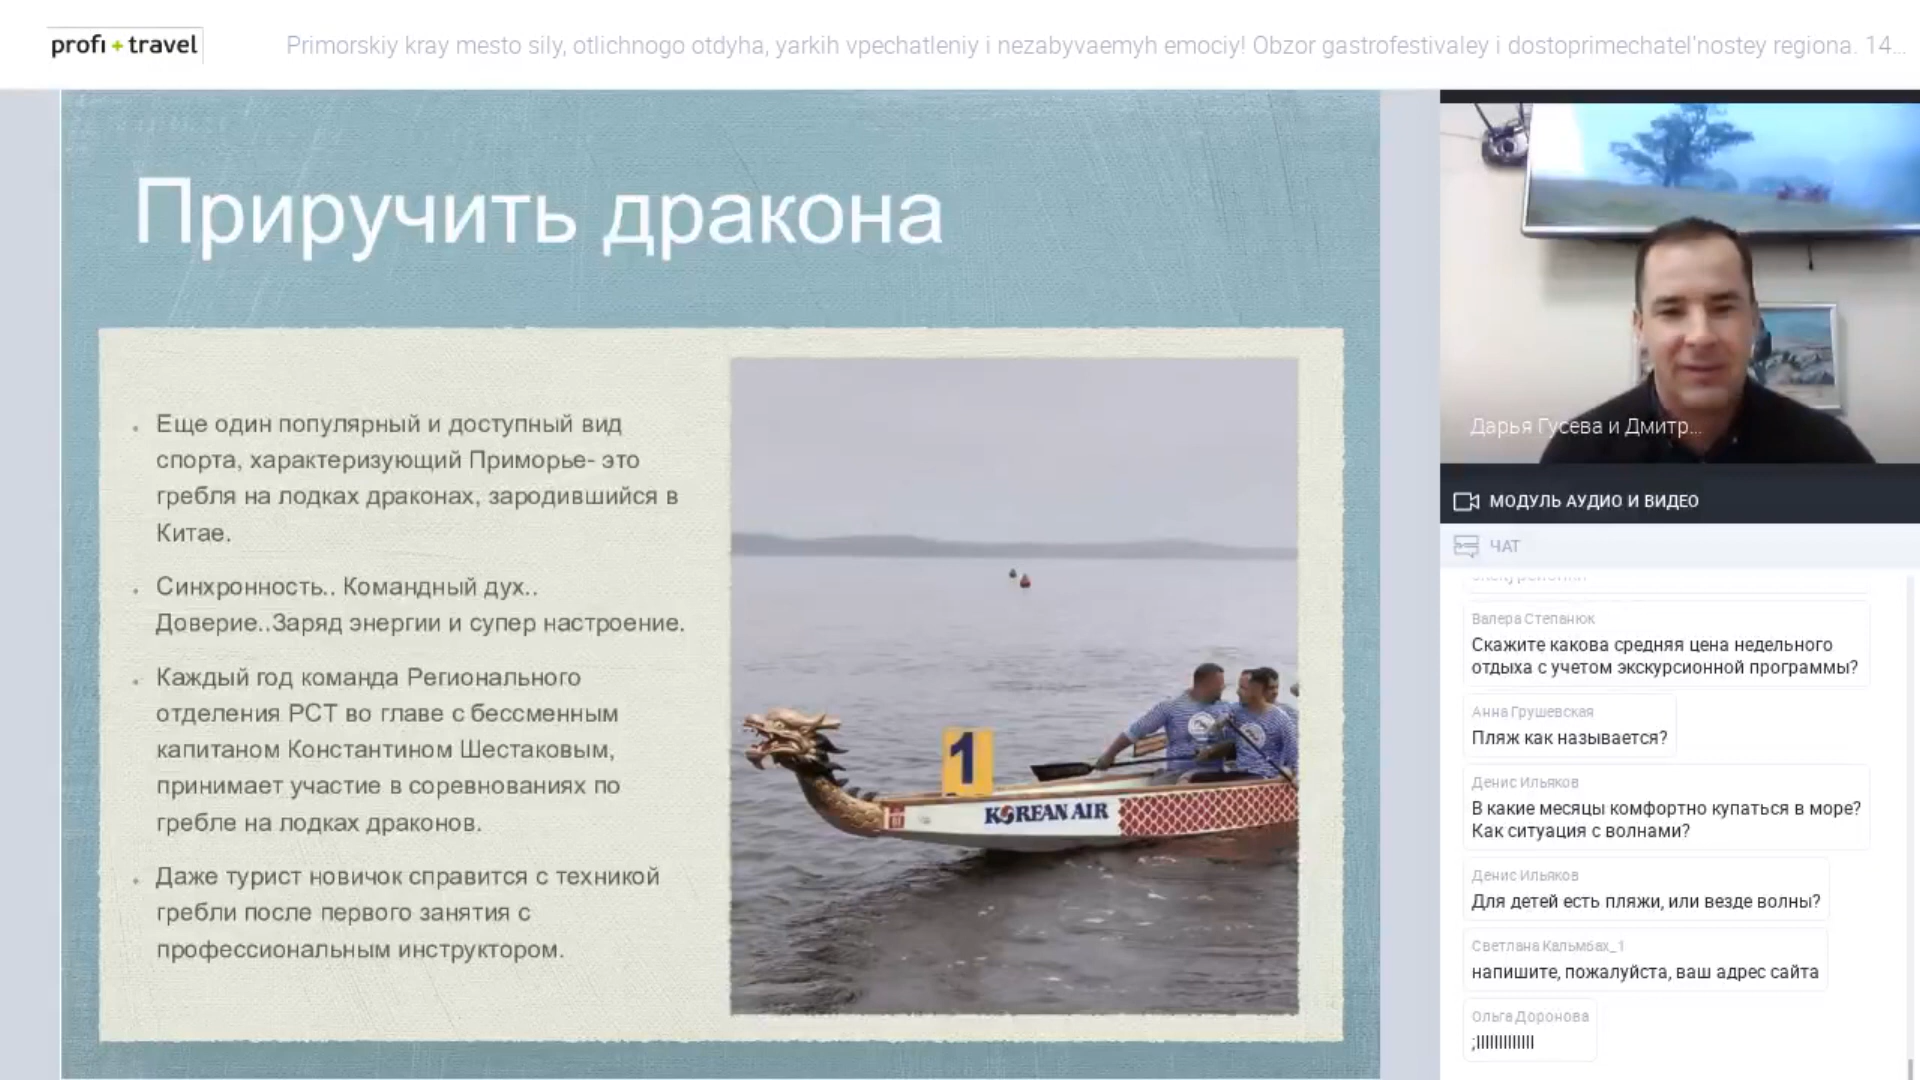 profi + travel
Primorskiy kray mesto sily, otlichnogo otdyha, yarkih vpechatleniy i nezabyvaemyh emociy! Obzor gastrofestivaley i dostoprimechatel'nostey regiona. 14...
Приручить дракона
Еще один популярный и доступный вид
спорта, характеризующий Приморье- это
гребля на лодках драконах, зародившийся в
Китае.
Синхронность.. Командный дух..
Доверие..Заряд энергии и супер настроение.
Каждый год команда Регионального
отделения РСТ во главе с бессменным
капитаном Константином Шестаковым,
принимает участие в соревнованиях по
гребле на лодках драконов.
Даже турист новичок справится с техникой
гребли после первого занятия с
профессиональным инструктором.
1
KOREAN AIR
Дарья Гусева и Дмитр...
МОДУЛЬ АУДИО И ВИДЕО
ЧАТ
Валера Степанюк
Скажите какова средняя цена недельного
отдыха с учетом экскурсионной программы?
Анна Грушевская
Пляж как называется?
Денис Ильяков
В какие месяцы комфортно купаться в море?
Как ситуация с волнами?
Денис Ильяков
Для детей есть пляжи, или везде волны?
Светлана Кальмбах_1
напишите, пожалуйста, ваш адрес сайта
Ольга Доронова
;llllllllllllll